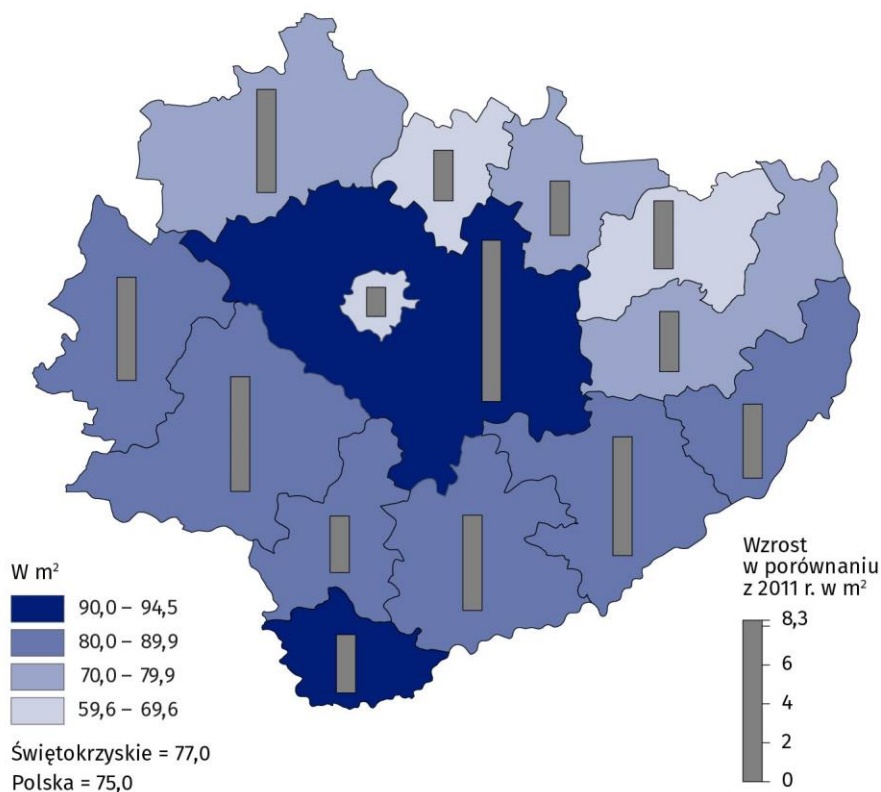 W m²
90,0 – 94,5
80,0 – 89,9
70,0 – 79,9
59,6 – 69,6
Świętokrzyskie = 77,0
Polska = 75,0
Wzrost
w porównaniu
z 2011 r. w m²
8,3
6
4
2
0